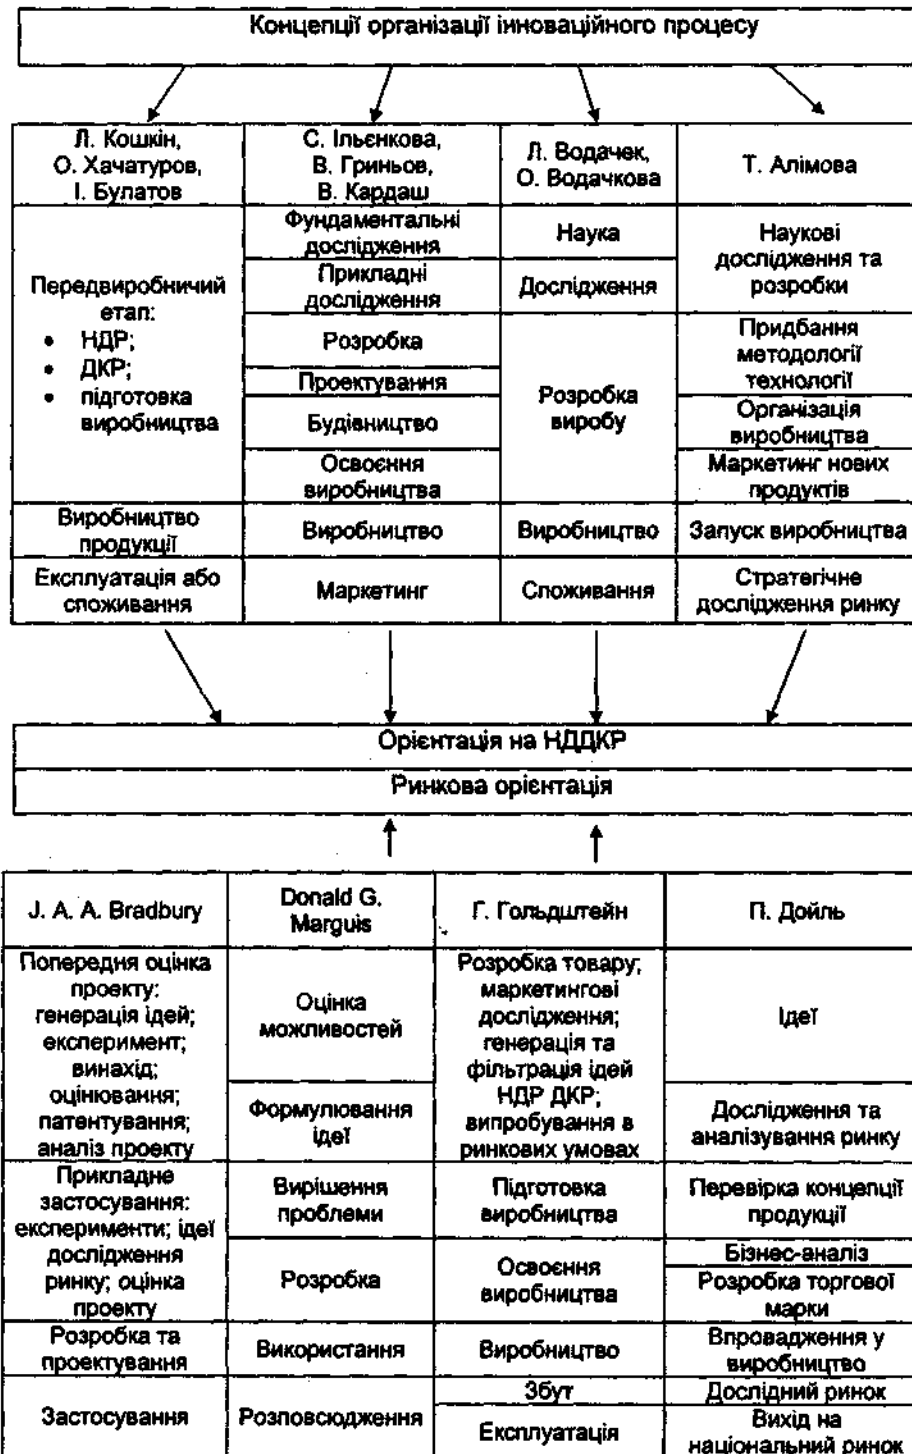 Концепції організації інноваційного процесу
Л. Кошкін,
О. Хачатуров,
І. Булатов
С. Ільєнкова,
В. Гриньов,
В. Кардаш
Л. Водачек,
О. Водачкова
Т. Алімова
Передвиробничий
етап:
• НДР;
• ДКР;
• підготовка
виробництва
Виробництво
продукції
Експлуатація або
споживання
Фундаментальні
дослідження
Прикладні
дослідження
Розробка
Проектування
Будівництво
Освоєння
виробництва
Виробництво
Маркетинг
Наука
Дослідження
Розробка
виробу
Виробництво
Споживання
Наукові
дослідження та
розробки
Придбання
методології
технології
Організація
виробництва
Маркетинг нових
продуктів
Запуск виробництва
Стратегічне
дослідження ринку
Орієнтація на НДДКР
Ринкова орієнтація
J. A. A. Bradbury
Donald G.
Marguis
Г. Гольдштейн
П. Дойль
Попередня оцінка
проекту:
генерація ідей;
експеримент;
винахід;
оцінювання;
патентування;
аналіз проекту
Прикладне
застосування:
експерименти; ідеї
дослідження
ринку; оцінка
проекту
Розробка та
проектування
Застосування
Оцінка
можливостей
Формулювання
ідеї
Вирішення
проблеми
Розробка
Використання
Розповсюдження
Розробка товару;
маркетингові
дослідження;
генерація та
фільтрація ідей
НДР ДКР;
випробування в
ринкових умовах
Підготовка
виробництва
Освоєння
виробництва
Виробництво
Збут
Експлуатація
Ідеї
Дослідження та
аналізування ринку
Перевірка концепції
продукції
Бізнес-аналіз
Розробка торгової
марки
Впровадження у
виробництво
Дослідний ринок
Вихід на
національний ринок